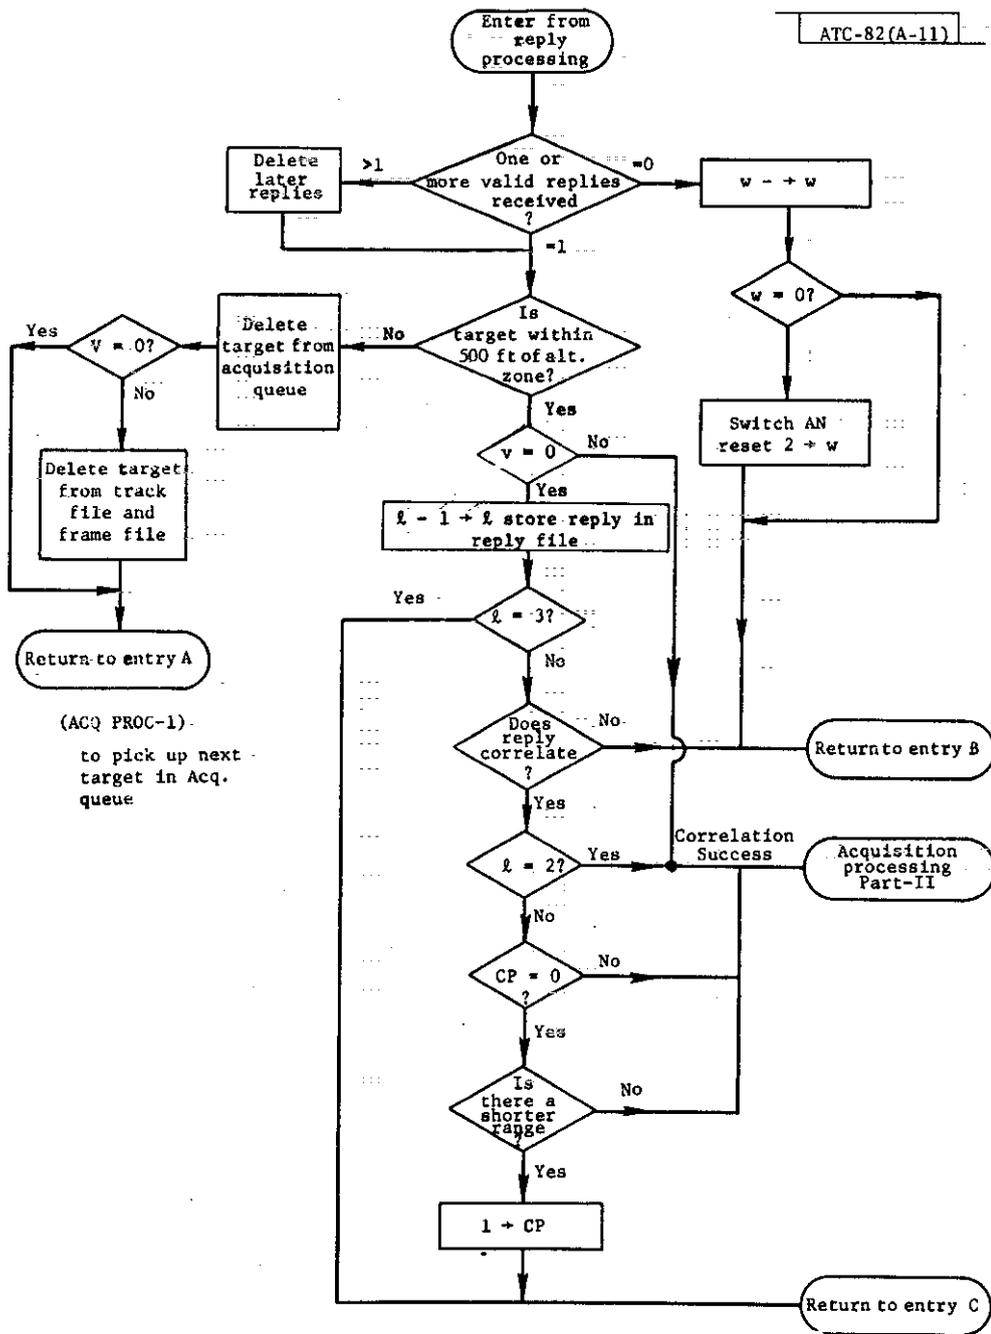 ATC-82(A-11)
Enter from
reply
processing
One or
more valid replies
received
?
>1
=0
=1
Delete
later
replies
w - → w
w = 0?
Switch AN
reset 2 → w
Is
target within
500 ft of alt.
zone?
No
Yes
Delete
target from
acquisition
queue
V = 0?
Yes
No
Delete target
from track
file and
frame file
Return to entry A
(ACQ PROC-1)
to pick up next
target in Acq.
queue
v = 0
No
Yes
ℓ - 1 → ℓ store reply in
reply file
ℓ = 3?
Yes
No
Does
reply
correlate
?
No
Yes
Return to entry B
ℓ = 2?
Yes
No
Correlation
Success
Acquisition
processing
Part-II
CP = 0
?
No
Yes
Is
there a
shorter
range
?
No
Yes
1 → CP
Return to entry C